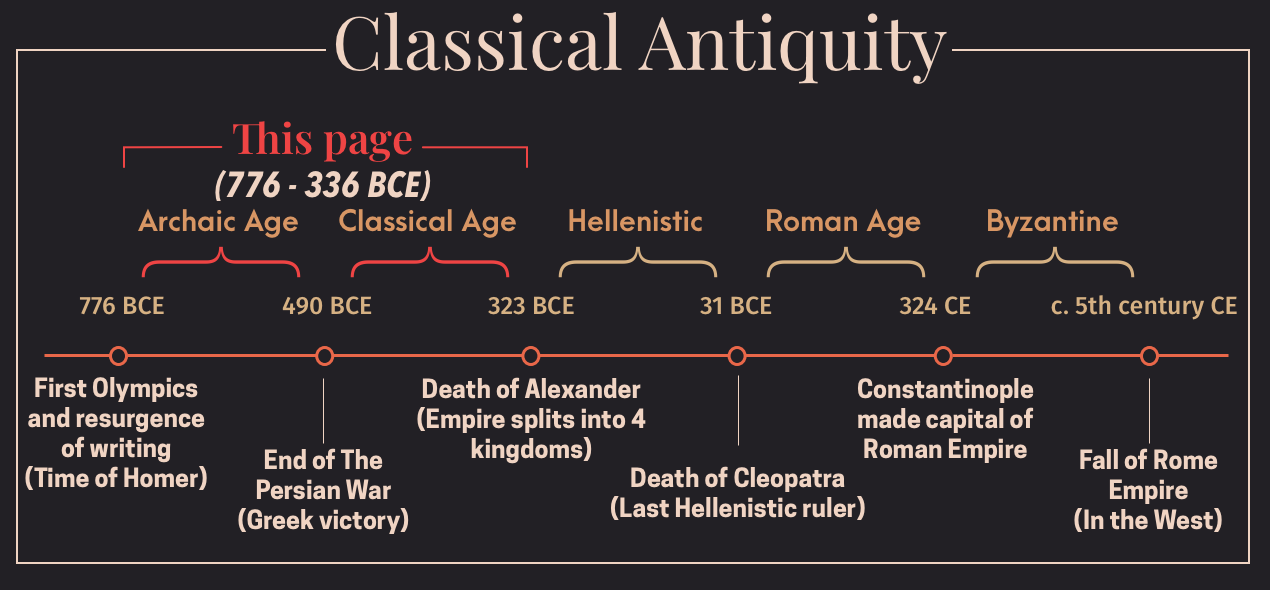 Classical Antiquity
This page
(776 - 336 BCE)
Archaic Age
Classical Age
Hellenistic
Roman Age
Byzantine
776 BCE
490 BCE
323 BCE
31 BCE
324 CE
c. 5th century CE
First Olympics
and resurgence
of writing
(Time of Homer)
End of The
Persian War
(Greek victory)
Death of Alexander
(Empire splits into 4
kingdoms)
Death of Cleopatra
(Last Hellenistic ruler)
Constantinople
made capital of
Roman Empire
Fall of Rome
Empire
(In the West)